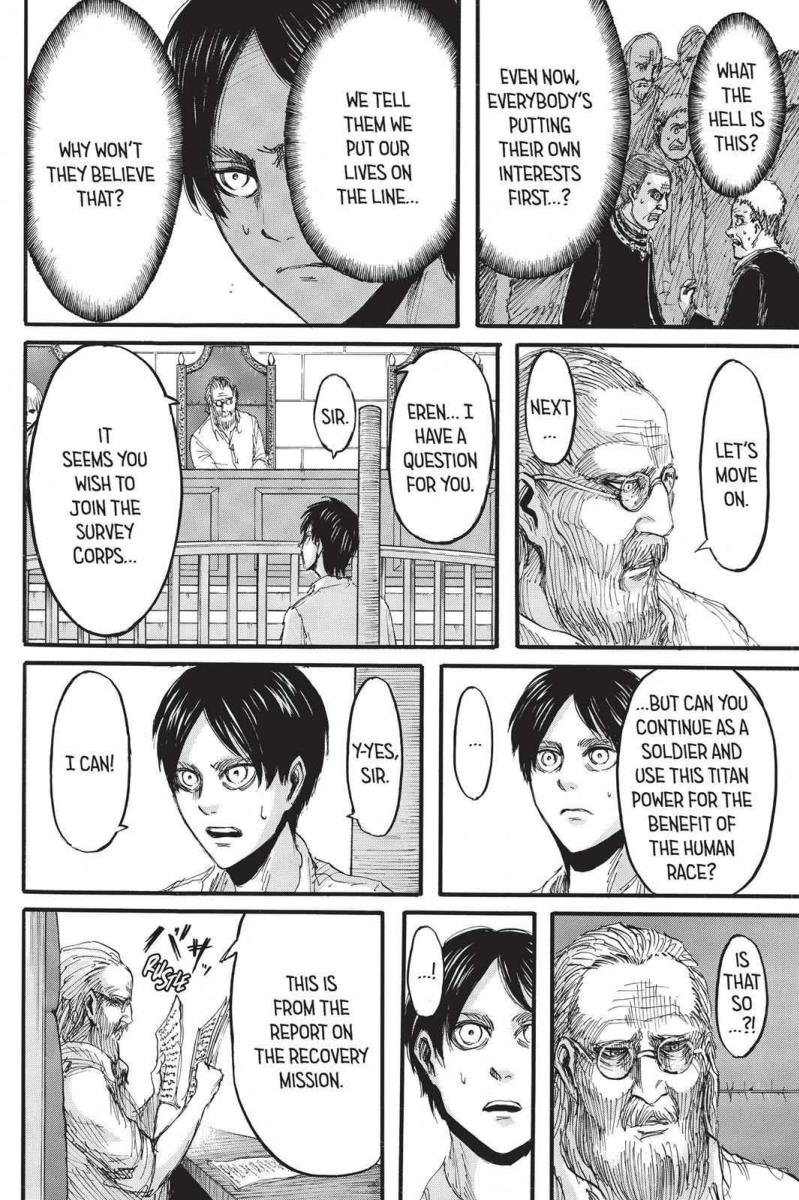 WHAT
THE
HELL IS
THIS?
EVEN NOW,
EVERYBODY'S
PUTTING
THEIR OWN
INTERESTS
FIRST...?
WE TELL
THEM WE
PUT OUR
LIVES ON
THE LINE...
WHY WON'T
THEY BELIEVE
THAT?
LET'S
MOVE
ON.
NEXT
...
EREN... I
HAVE A
QUESTION
FOR YOU.
SIR.
IT
SEEMS YOU
WISH TO
JOIN THE
SURVEY
CORPS...
...BUT CAN YOU
CONTINUE AS A
SOLDIER AND
USE THIS TITAN
POWER FOR THE
BENEFIT OF
THE HUMAN
RACE?
...
Y-YES,
SIR.
I CAN!
IS
THAT
SO
...?!
...!
THIS IS
FROM THE
REPORT ON
THE RECOVERY
MISSION.
RUSTLE